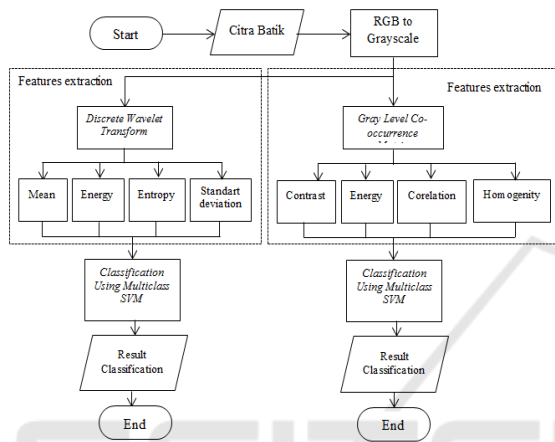 Start
Citra Batik
RGB to
Grayscale
Features extraction
Features extraction
Discrete Wavelet
Transform
Gray Level Co-
occurrence
Mean
Energy
Entropy
Standart
deviation
Contrast
Energy
Corelation
Homogenity
Classification
Using Multiclass
SVM
Classification
Using Multiclass
SVM
Result
Classification
Result
Classification
End
End